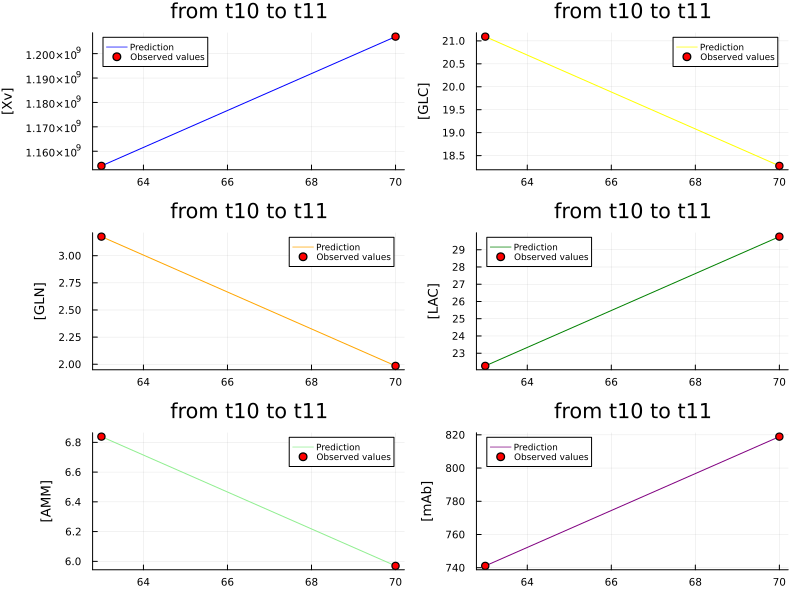 from t10 to t11
[Xv]
1.200×10⁹
1.190×10⁹
1.180×10⁹
1.170×10⁹
1.160×10⁹
Prediction
Observed values
64 66 68 70
from t10 to t11
[GLC]
21.0
20.5
20.0
19.5
19.0
18.5
Prediction
Observed values
64 66 68 70
from t10 to t11
[GLN]
3.00
2.75
2.50
2.25
2.00
Prediction
Observed values
64 66 68 70
from t10 to t11
[LAC]
29
28
27
26
25
24
23
Prediction
Observed values
64 66 68 70
from t10 to t11
[AMM]
6.8
6.6
6.4
6.2
6.0
Prediction
Observed values
64 66 68 70
from t10 to t11
[mAb]
820
800
780
760
740
Prediction
Observed values
64 66 68 70